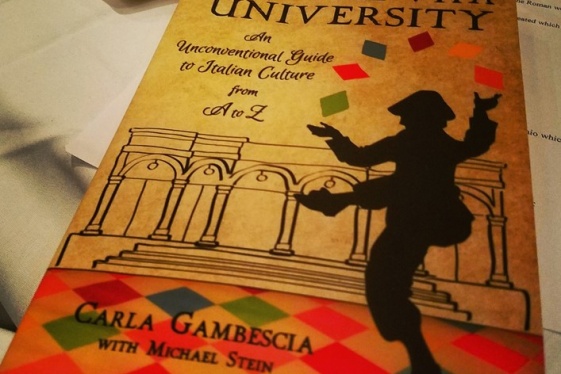 UNIVERSITY
An
Unconventional Guide
to Italian Culture
from
A to Z
CARLA GAMBESCIA
WITH MICHAEL STEIN